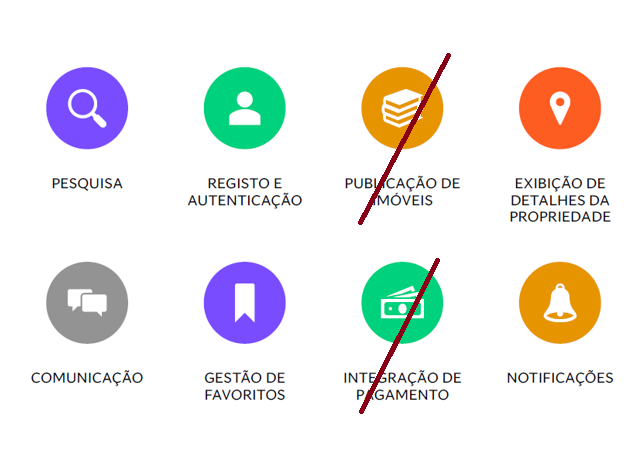 PESQUISA
REGISTO E
AUTENTICAÇÃO
PUBLICAÇÃO DE
IMÓVEIS
EXIBIÇÃO DE
DETALHES DA
PROPRIEDADE
COMUNICAÇÃO
GESTÃO DE
FAVORITOS
INTEGRAÇÃO DE
PAGAMENTO
NOTIFICAÇÕES